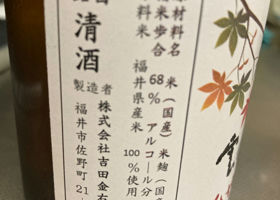 原材料名 米(国産)米麹(国産
精米歩合 68% アルコール分
原料米 福井県産米 100%使用
清酒
製造者 株式会社吉田金右
福井市佐野町21